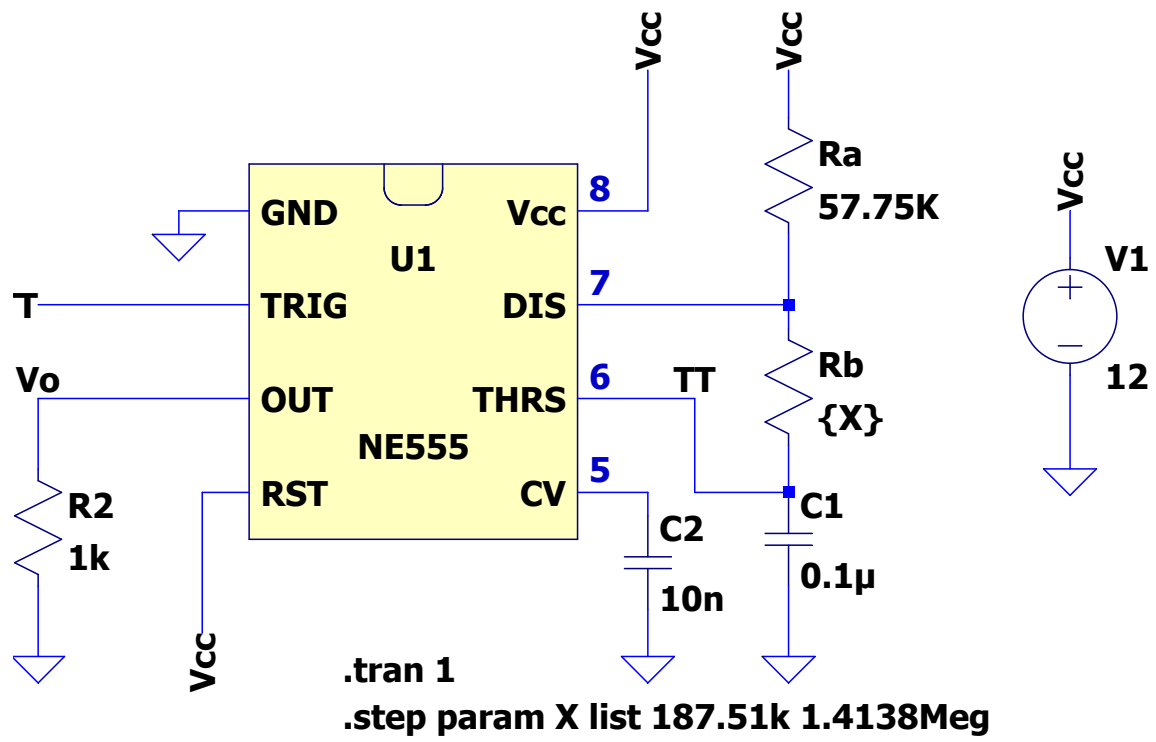 Vcc
Vcc
Ra
57.75K
Vcc
V1
12
GND
8
Vcc
U1
T
TRIG
7
DIS
Vo
OUT
6
THRS
TT
Rb
{X}
NE555
R2
1k
RST
5
CV
C2
10n
C1
0.1µ
Vcc
.tran 1
.step param X list 187.51k 1.4138Meg